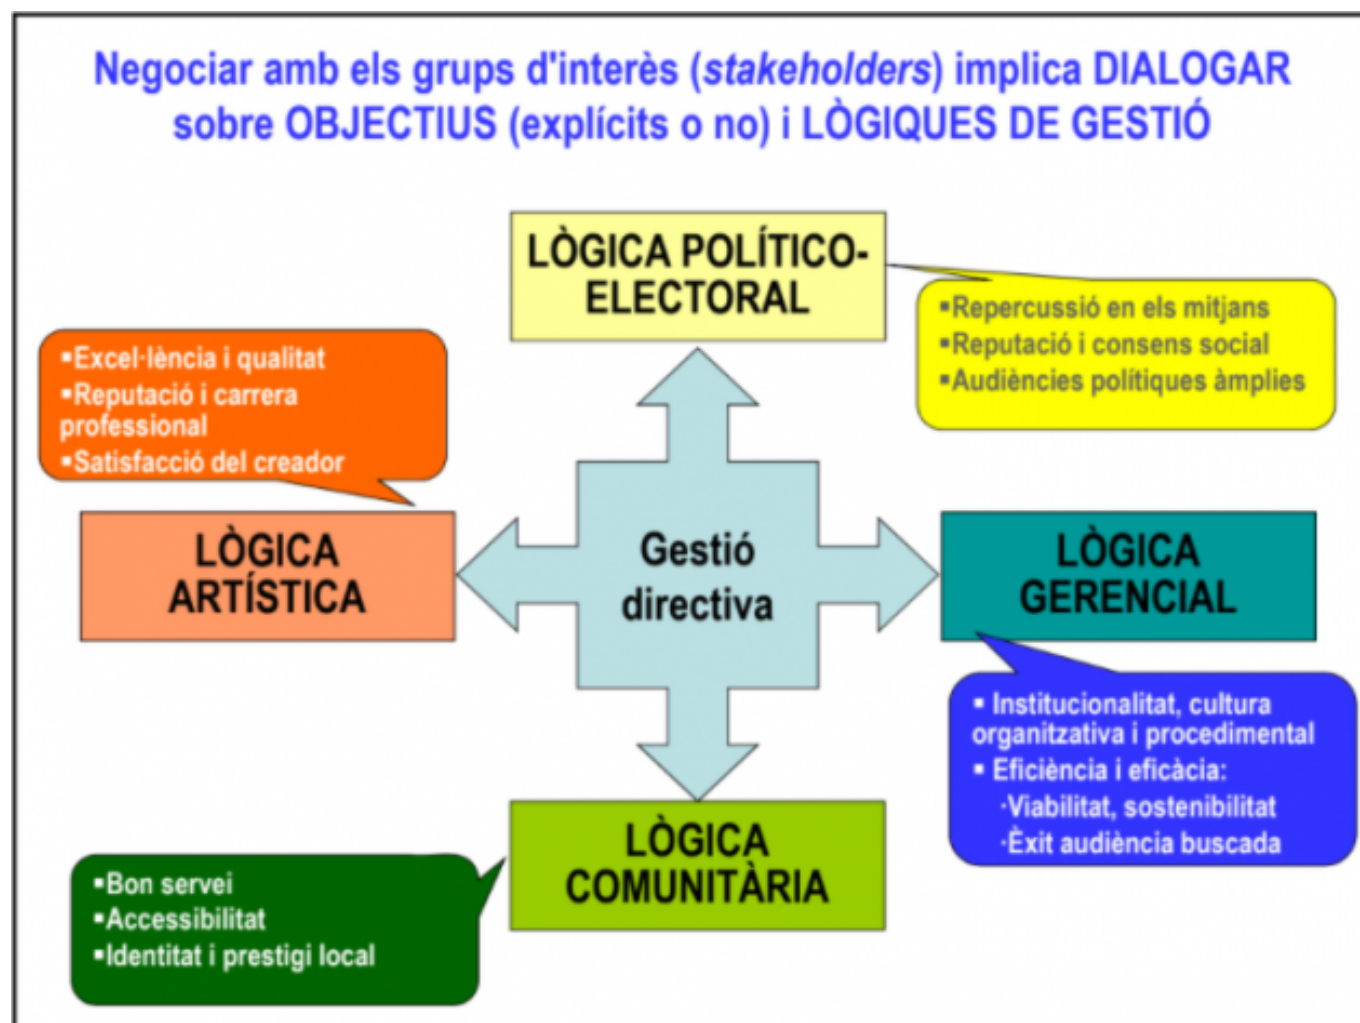 Negociar amb els grups d'interès (stakeholders) implica DIALOGAR
sobre OBJECTIUS (explícits o no) i LÒGIQUES DE GESTIÓ
LÒGICA POLÍTICO-
ELECTORAL
▪Repercussió en els mitjans
▪Reputació i consens social
▪Audiències polítiques àmplies
▪Excel·lència i qualitat
▪Reputació i carrera
professional
▪Satisfacció del creador
LÒGICA
ARTÍSTICA
Gestió
directiva
LÒGICA
GERENCIAL
▪ Institucionalitat, cultura
organitzativa i procedimental
▪ Eficiència i eficàcia:
·Viabilitat, sostenibilitat
·Èxit audiència buscada
LÒGICA
COMUNITÀRIA
▪Bon servei
▪Accessibilitat
▪Identitat i prestigi local